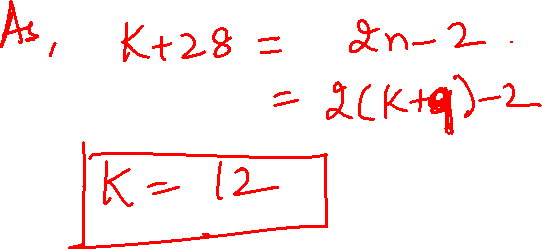 As, K+28 = 2n-2.
= 2(K+9)-2
K = 12